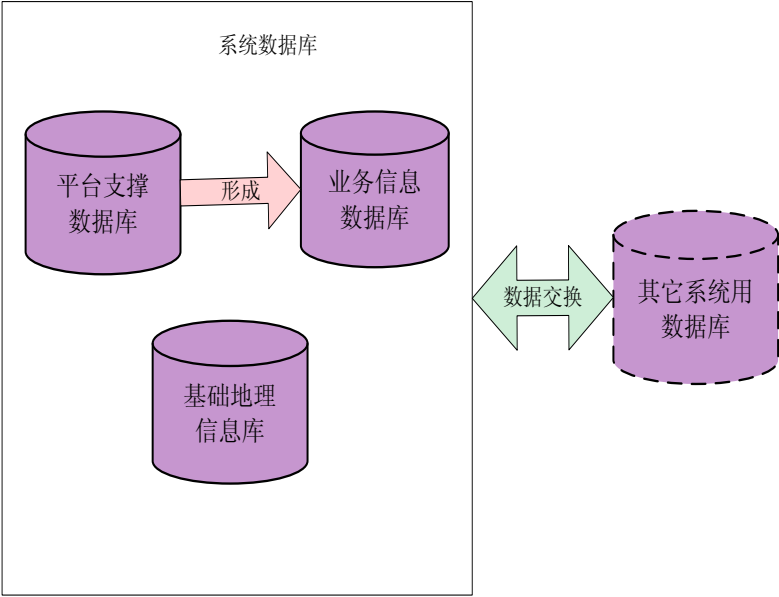 系统数据库
平台支撑
数据库
形成
业务信息
数据库
数据交换
其它系统用
数据库
基础地理
信息库